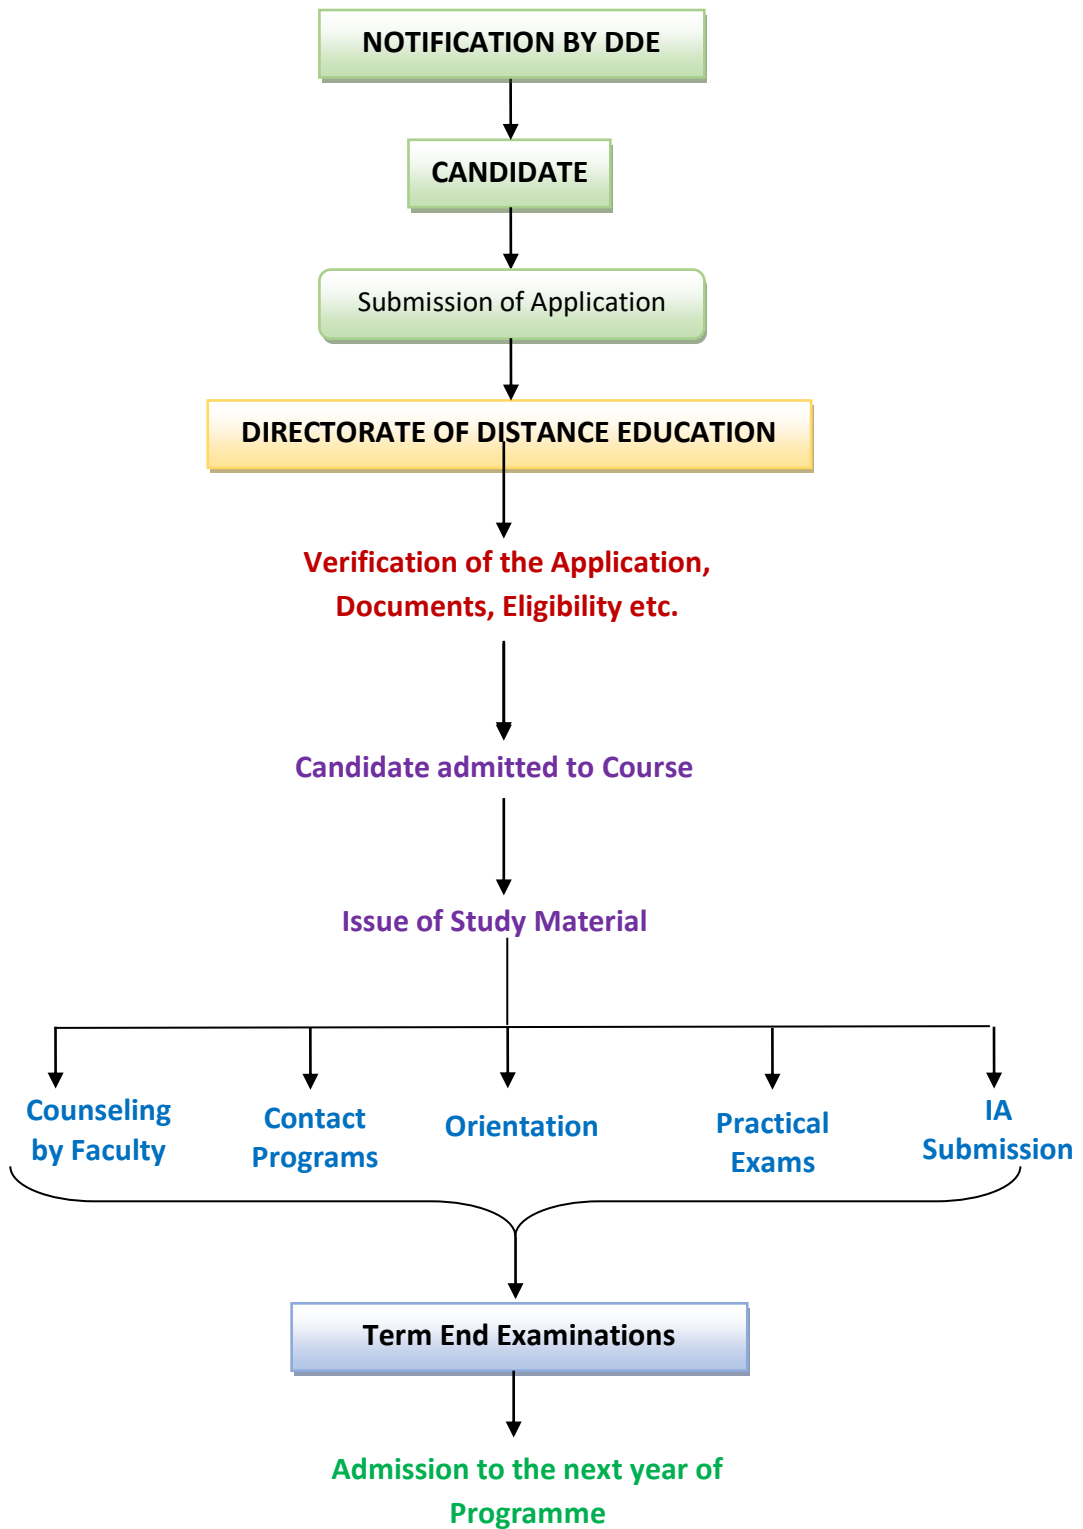 NOTIFICATION BY DDE
CANDIDATE
Submission of Application
DIRECTORATE OF DISTANCE EDUCATION
Verification of the Application,
Documents, Eligibility etc.
Candidate admitted to Course
Issue of Study Material
Counseling
by Faculty
Contact
Programs
Orientation
Practical
Exams
IA
Submission
Term End Examinations
Admission to the next year of
Programme